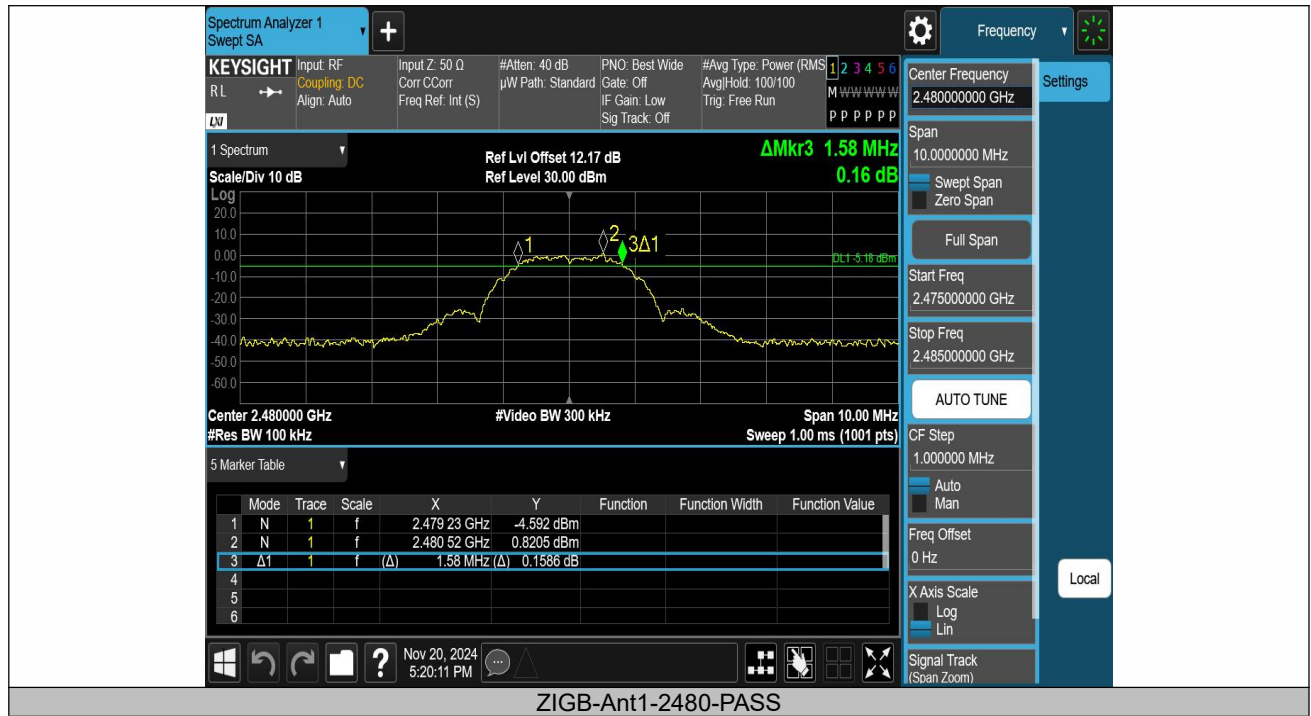 Spectrum Analyzer 1
Swept SA
Frequency
KEYSIGHT
RL
LXI
Input: RF
Coupling: DC
Align: Auto
Input Z: 50 Ω
Corr CCorr
Freq Ref: Int (S)
#Atten: 40 dB
µW Path: Standard
PNO: Best Wide
Gate: Off
IF Gain: Low
Sig Track: Off
#Avg Type: Power (RMS
Avg|Hold: 100/100
Trig: Free Run
1 2 3 4 5 6
M W W W W W
P P P P P P
1 Spectrum
Scale/Div 10 dB
Ref Lvl Offset 12.17 dB
Ref Level 30.00 dBm
ΔMkr3 1.58 MHz
0.16 dB
Log
20.0
10.0
0.00
-10.0
-20.0
-30.0
-40.0
-50.0
-60.0
1
2
3Δ1
DL1 -5.18 dBm
Center 2.480000 GHz
#Res BW 100 kHz
#Video BW 300 kHz
Span 10.00 MHz
Sweep 1.00 ms (1001 pts)
5 Marker Table
Mode Trace Scale X Y Function Function Width Function Value
1 N 1 f 2.479 23 GHz -4.592 dBm
2 N 1 f 2.480 52 GHz 0.8205 dBm
3 Δ1 1 f (Δ) 1.58 MHz (Δ) 0.1586 dB
4
5
6
?
Nov 20, 2024
5:20:11 PM
Center Frequency
2.480000000 GHz
Settings
Span
10.0000000 MHz
Swept Span
Zero Span
Full Span
Start Freq
2.475000000 GHz
Stop Freq
2.485000000 GHz
AUTO TUNE
CF Step
1.000000 MHz
Auto
Man
Freq Offset
0 Hz
Local
X Axis Scale
Log
Lin
Signal Track
(Span Zoom)
ZIGB-Ant1-2480-PASS